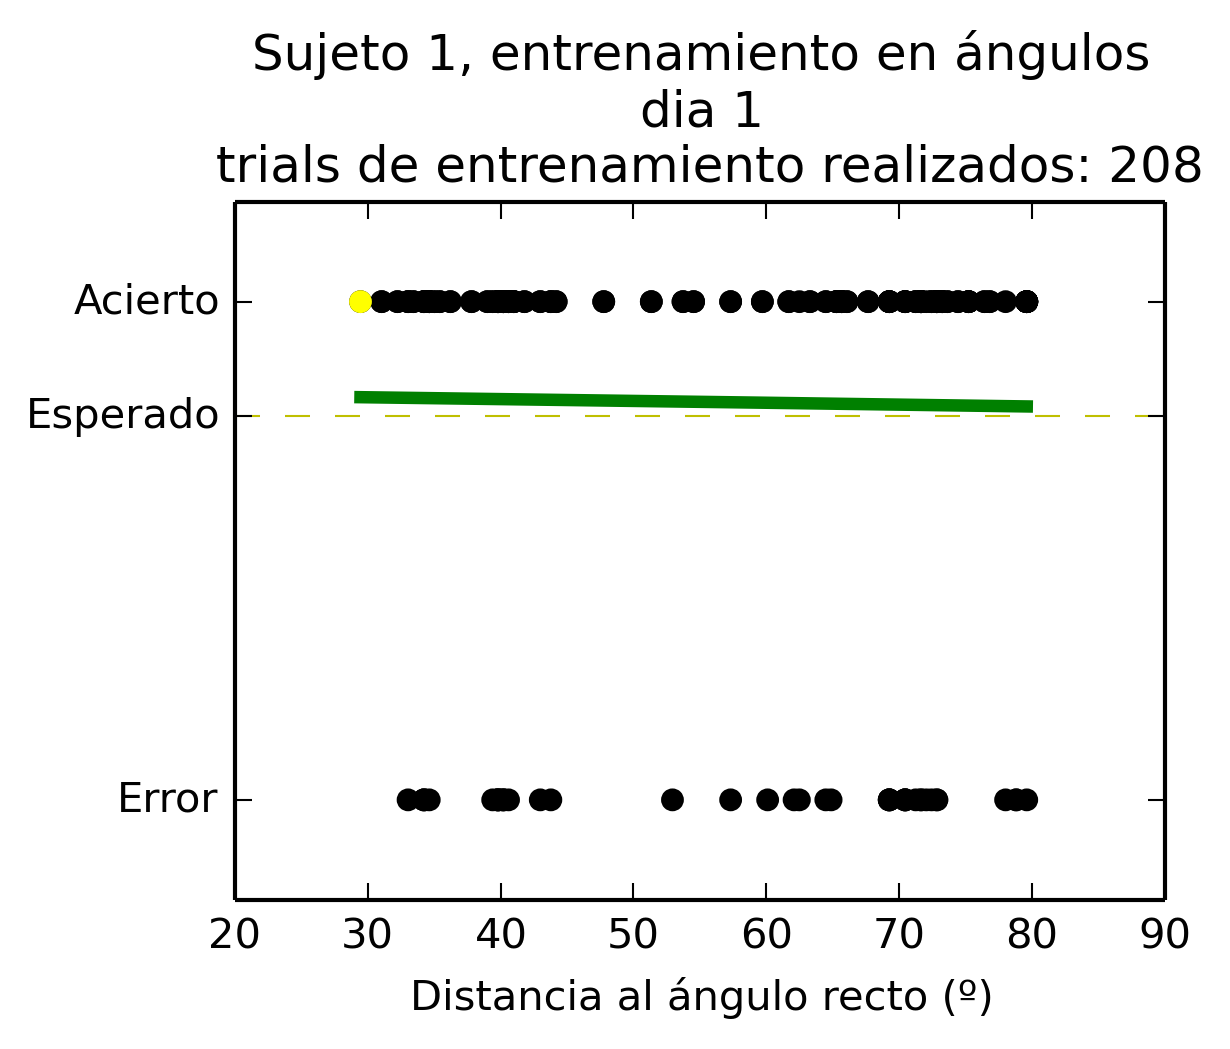 Sujeto 1, entrenamiento en ángulos
dia 1
trials de entrenamiento realizados: 208
Acierto
Esperado
Error
20 30 40 50 60 70 80 90
Distancia al ángulo recto (º)